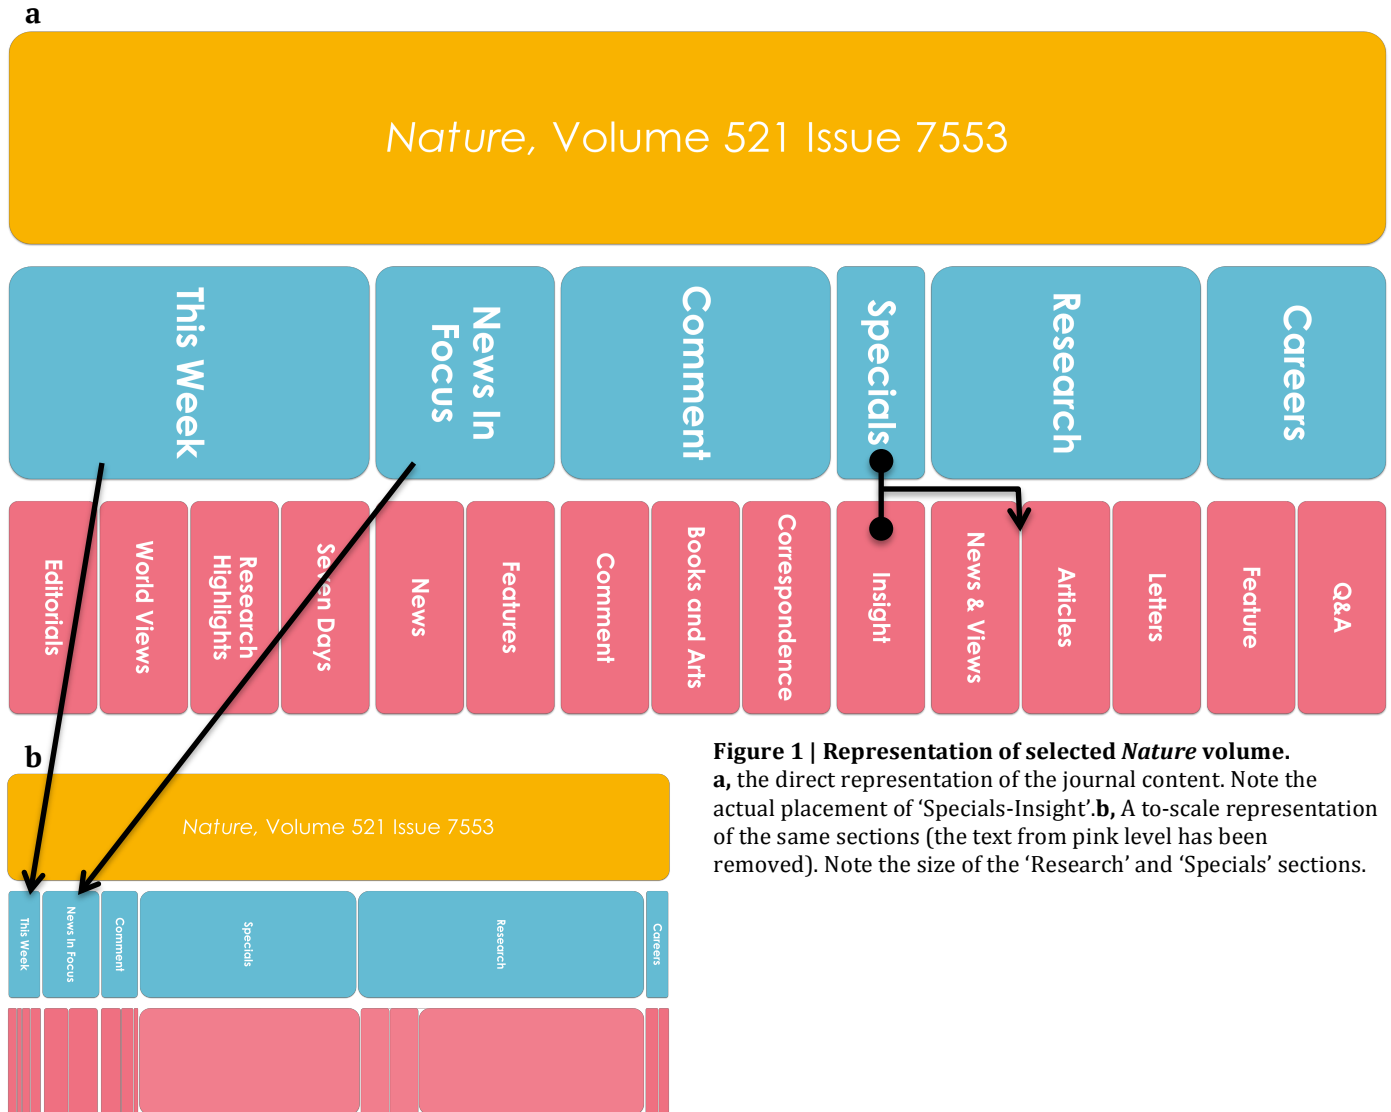 a
Nature, Volume 521 Issue 7553
This Week
News In
Focus
Comment
Specials
Research
Careers
Editorials
World Views
Research
Highlights
Seven Days
News
Features
Comment
Books and Arts
Correspondence
Insight
News & Views
Articles
Letters
Feature
Q&A
b
Nature, Volume 521 Issue 7553
This Week
News In Focus
Comment
Specials
Research
Careers
Figure 1 | Representation of selected Nature volume.
a, the direct representation of the journal content. Note the
actual placement of ‘Specials-Insight’.b, A to-scale representation
of the same sections (the text from pink level has been
removed). Note the size of the ‘Research’ and ‘Specials’ sections.